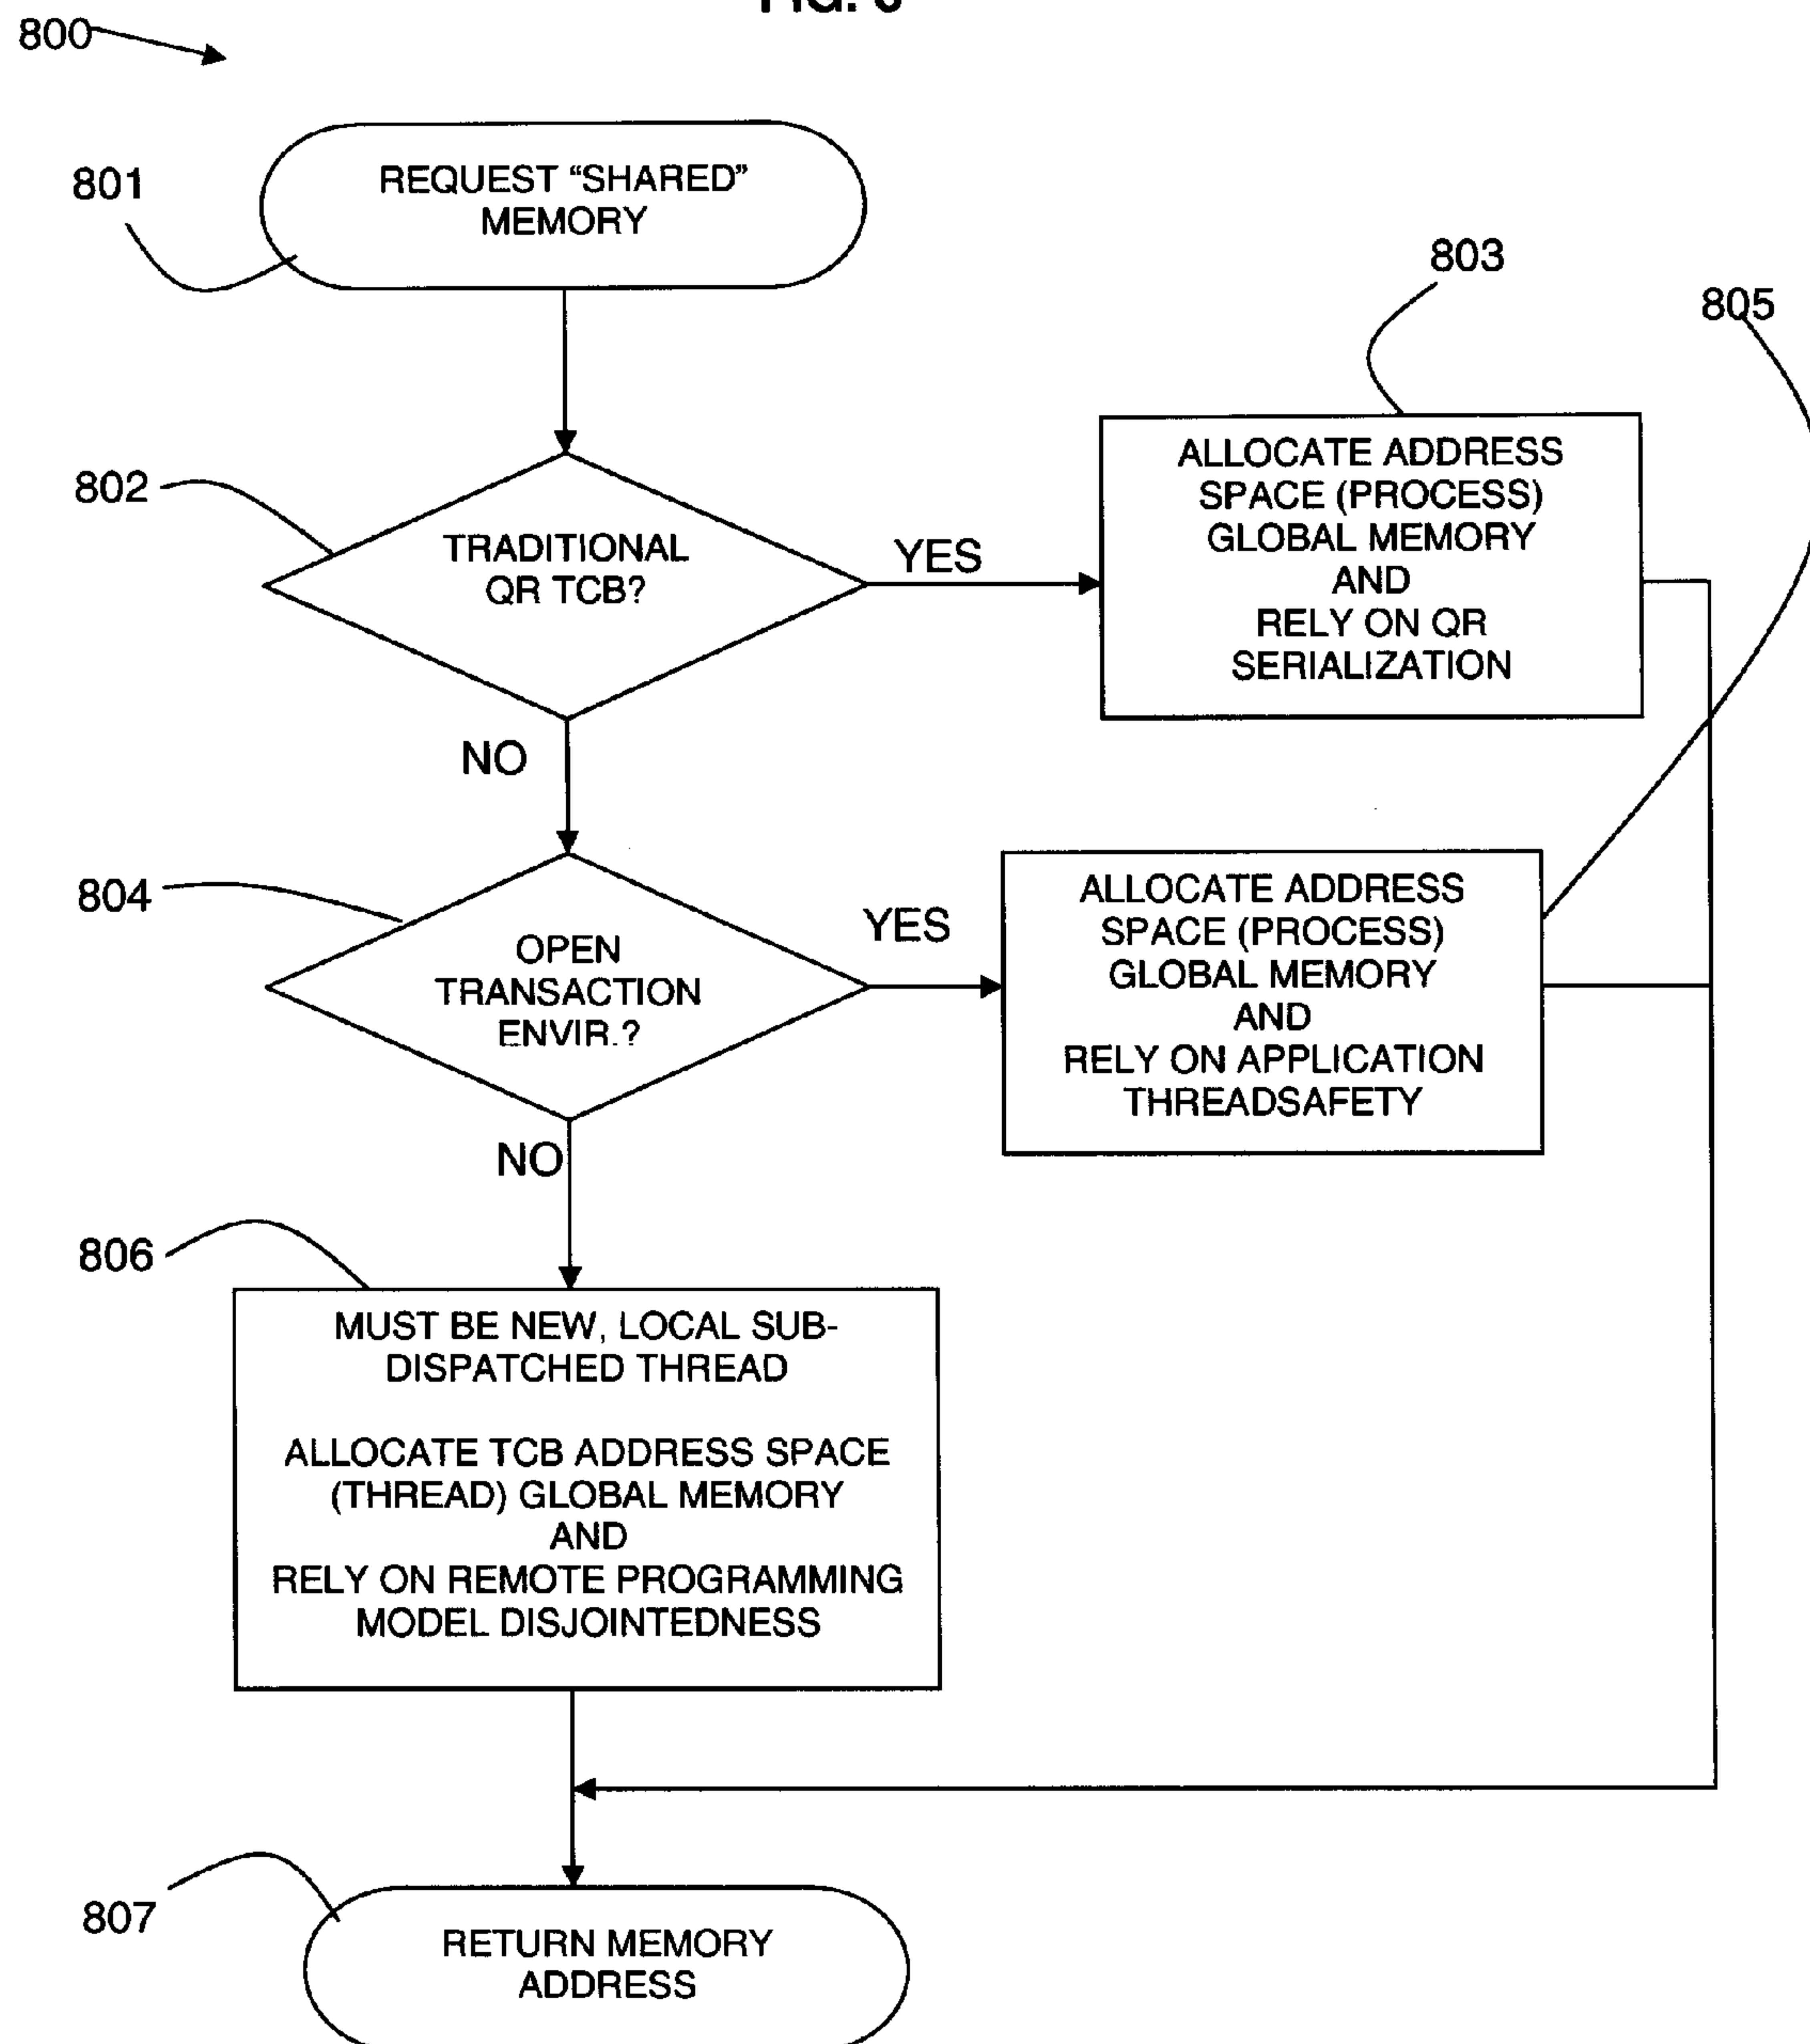 800
801
REQUEST “SHARED”
MEMORY
803
805
802
TRADITIONAL
QR TCB?
YES
ALLOCATE ADDRESS
SPACE (PROCESS)
GLOBAL MEMORY
AND
RELY ON QR
SERIALIZATION
NO
804
OPEN
TRANSACTION
ENVIR.?
YES
ALLOCATE ADDRESS
SPACE (PROCESS)
GLOBAL MEMORY
AND
RELY ON APPLICATION
THREADSAFETY
NO
806
MUST BE NEW, LOCAL SUB-
DISPATCHED THREAD
ALLOCATE TCB ADDRESS SPACE
(THREAD) GLOBAL MEMORY
AND
RELY ON REMOTE PROGRAMMING
MODEL DISJOINTEDNESS
807
RETURN MEMORY
ADDRESS